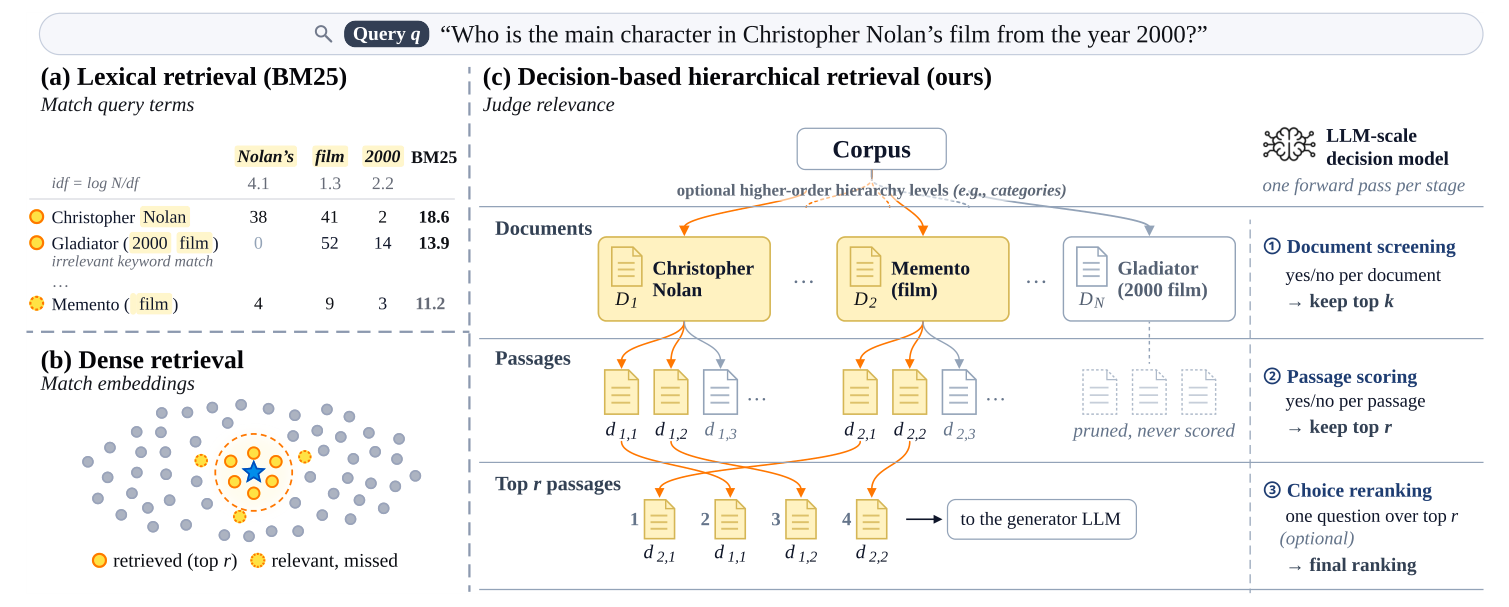 Query q "Who is the main character in Christopher Nolan's film from the year 2000?"
(a) Lexical retrieval (BM25)
Match query terms
Nolan's film 2000 BM25
idf = log N/df 4.1 1.3 2.2
Christopher Nolan 38 41 2 18.6
Gladiator (2000 film) 0 52 14 13.9
irrelevant keyword match
…
Memento (film) 4 9 3 11.2
(b) Dense retrieval
Match embeddings
retrieved (top r) relevant, missed
(c) Decision-based hierarchical retrieval (ours)
Judge relevance
Corpus
optional higher-order hierarchy levels (e.g., categories)
LLM-scale
decision model
one forward pass per stage
Documents
Christopher
Nolan
D1
…
Memento
(film)
D2
…
Gladiator
(2000 film)
DN
① Document screening
yes/no per document
→ keep top k
Passages
d1,1 d1,2 d1,3 …
d2,1 d2,2 d2,3 …
pruned, never scored
② Passage scoring
yes/no per passage
→ keep top r
Top r passages
1 2 3 4
d2,1 d1,1 d1,2 d2,2
to the generator LLM
③ Choice reranking
one question over top r
(optional)
→ final ranking